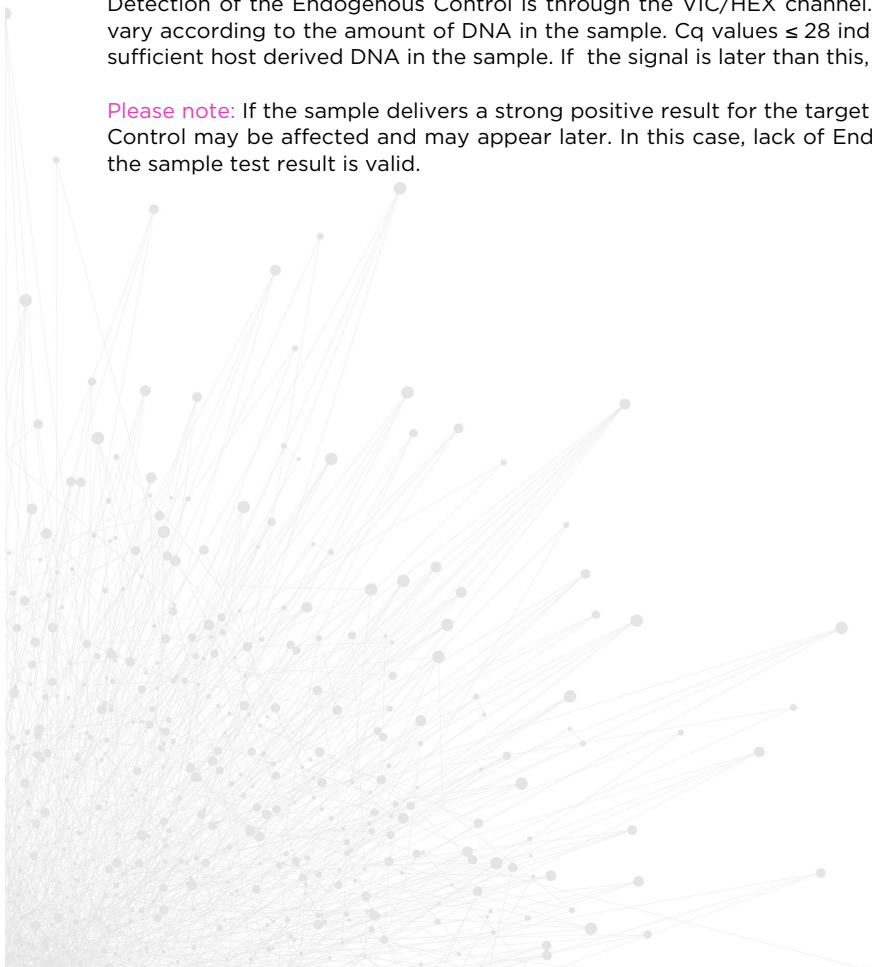 Detection of the Endogenous Control is through the VIC/HEX channel.
vary according to the amount of DNA in the sample. Cq values ≤ 28 ind
sufficient host derived DNA in the sample. If the signal is later than this,
Please note: If the sample delivers a strong positive result for the target
Control may be affected and may appear later. In this case, lack of End
the sample test result is valid.